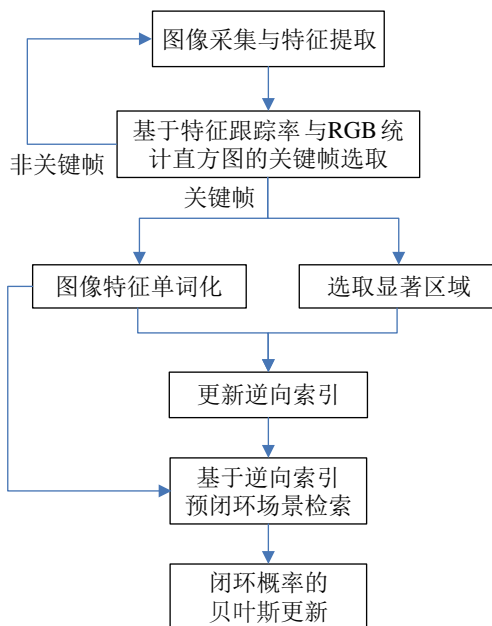 图像采集与特征提取
基于特征跟踪率与RGB统
计直方图的关键帧选取
非关键帧
关键帧
图像特征单词化
选取显著区域
更新逆向索引
基于逆向索引
预闭环场景检索
闭环概率的
贝叶斯更新